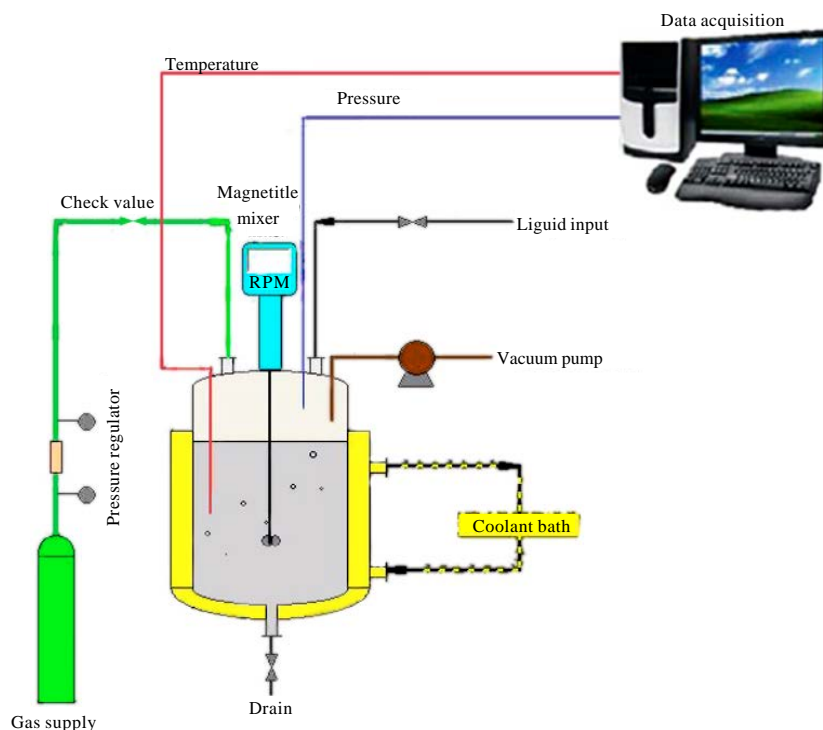 Data acquisition
Temperature
Pressure
Check value
Magnetitle
mixer
Liguid input
RPM
Vacuum pump
Pressure regulator
Coolant bath
Drain
Gas supply